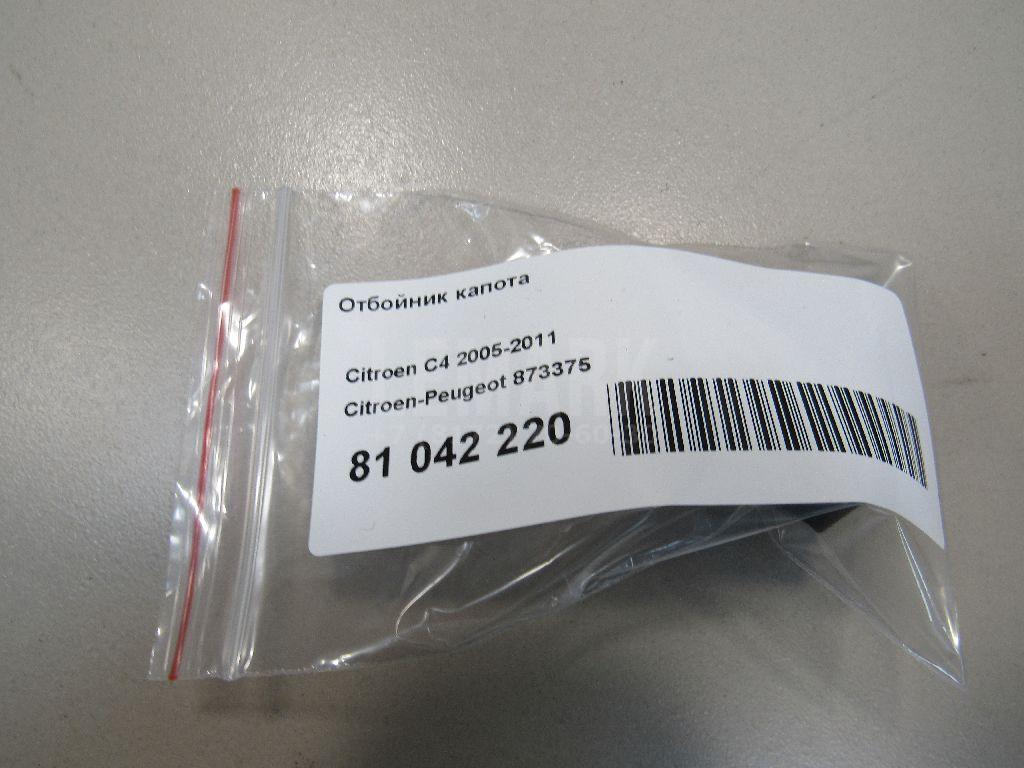 Отбойник капота
Citroen C4 2005-2011
Citroen-Peugeot 873375
81 042 220